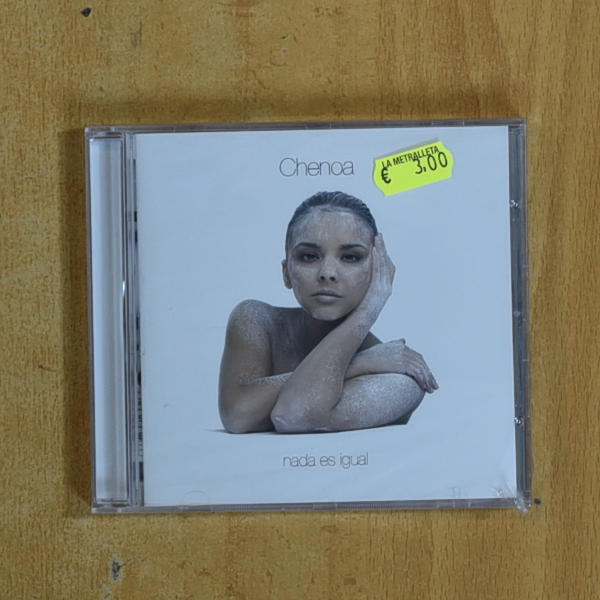 Chenoa
LA METRALLETA
€ 3,00
nada es igual